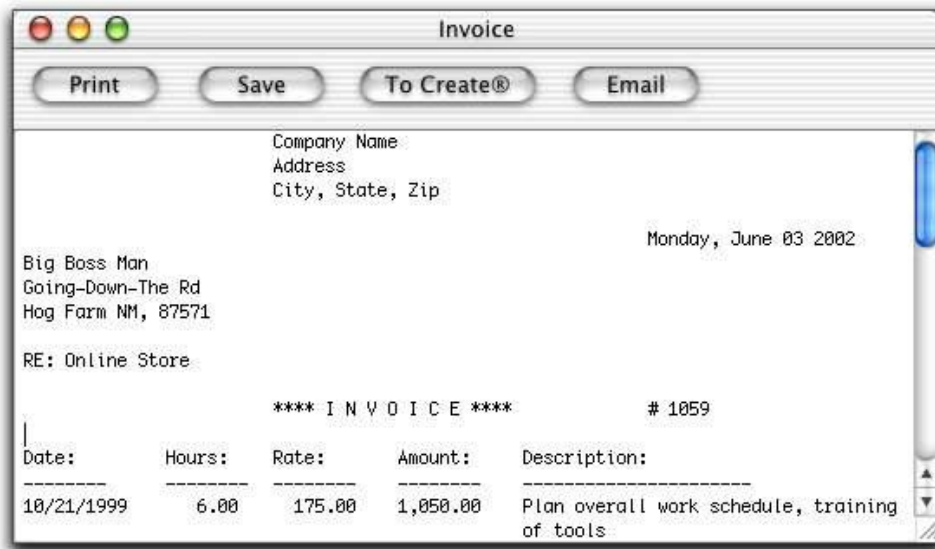 Invoice
Print Save To Create® Email
Company Name
Address
City, State, Zip
Monday, June 03 2002
Big Boss Man
Going-Down-The Rd
Hog Farm NM, 87571
RE: Online Store
**** I N V O I C E **** # 1059
Date: Hours: Rate: Amount: Description:
-------- -------- -------- -------- ----------------------
10/21/1999 6.00 175.00 1,050.00 Plan overall work schedule, training
of tools